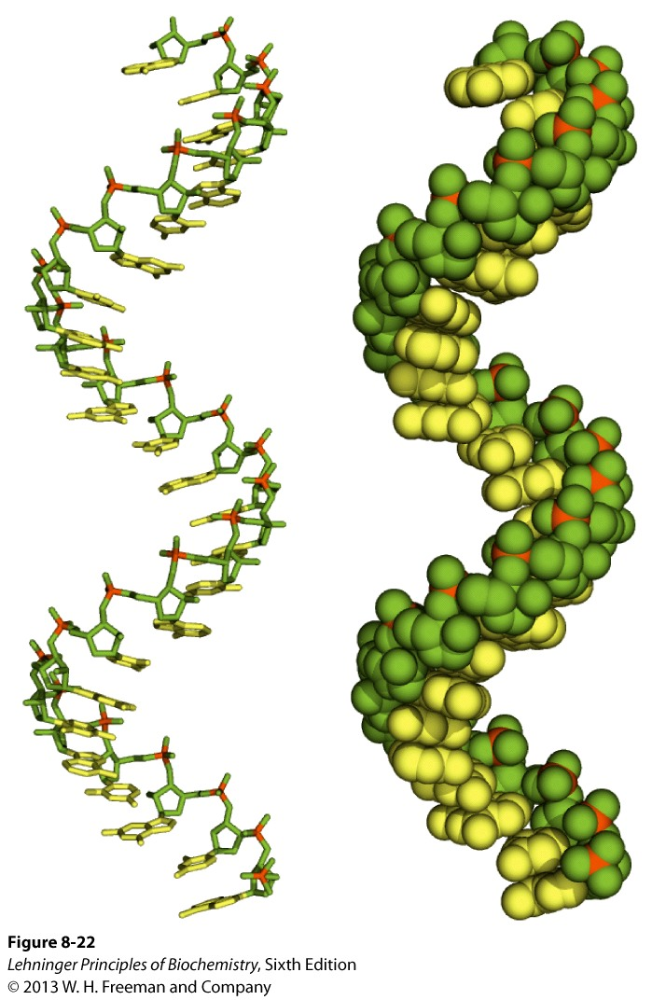 Figure 8-22
Lehninger Principles of Biochemistry, Sixth Edition
© 2013 W. H. Freeman and Company